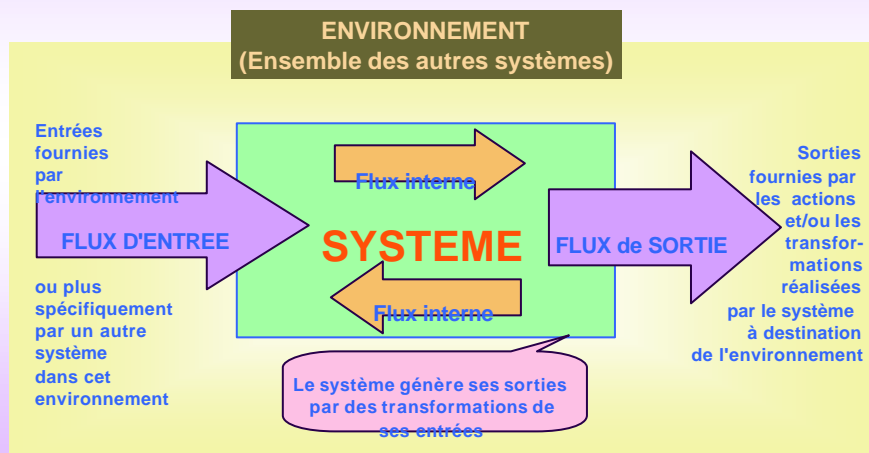 ENVIRONNEMENT
(Ensemble des autres systèmes)
Entrées
fournies
par
l'environnement
FLUX D'ENTREE
ou plus
spécifiquement
par un autre
système
dans cet
environnement
Flux interne
SYSTEME
Flux interne
FLUX de SORTIE
Sorties
fournies par
les actions
et/ou les
transfor-
mations
réalisées
par le système
à destination
de l'environnement
Le système génère ses sorties
par des transformations de
ses entrées